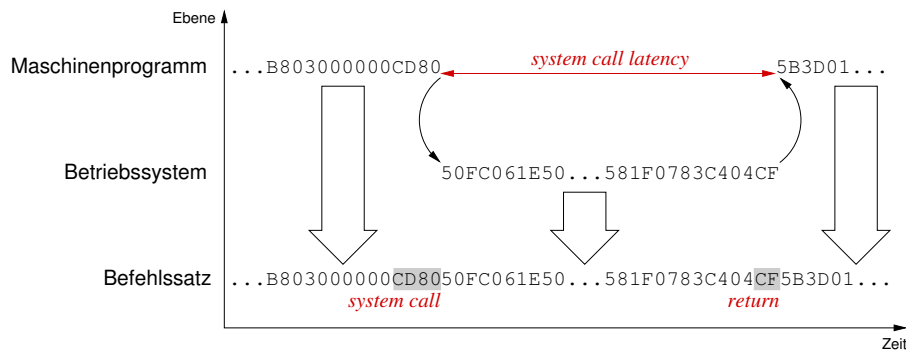 Ebene
Maschinenprogramm ...B803000000CD80 system call latency 5B3D01...
Betriebssystem 50FC061E50...581F0783C404CF
Befehlssatz ...B803000000CD8050FC061E50...581F0783C404CF5B3D01...
system call return
Zeit